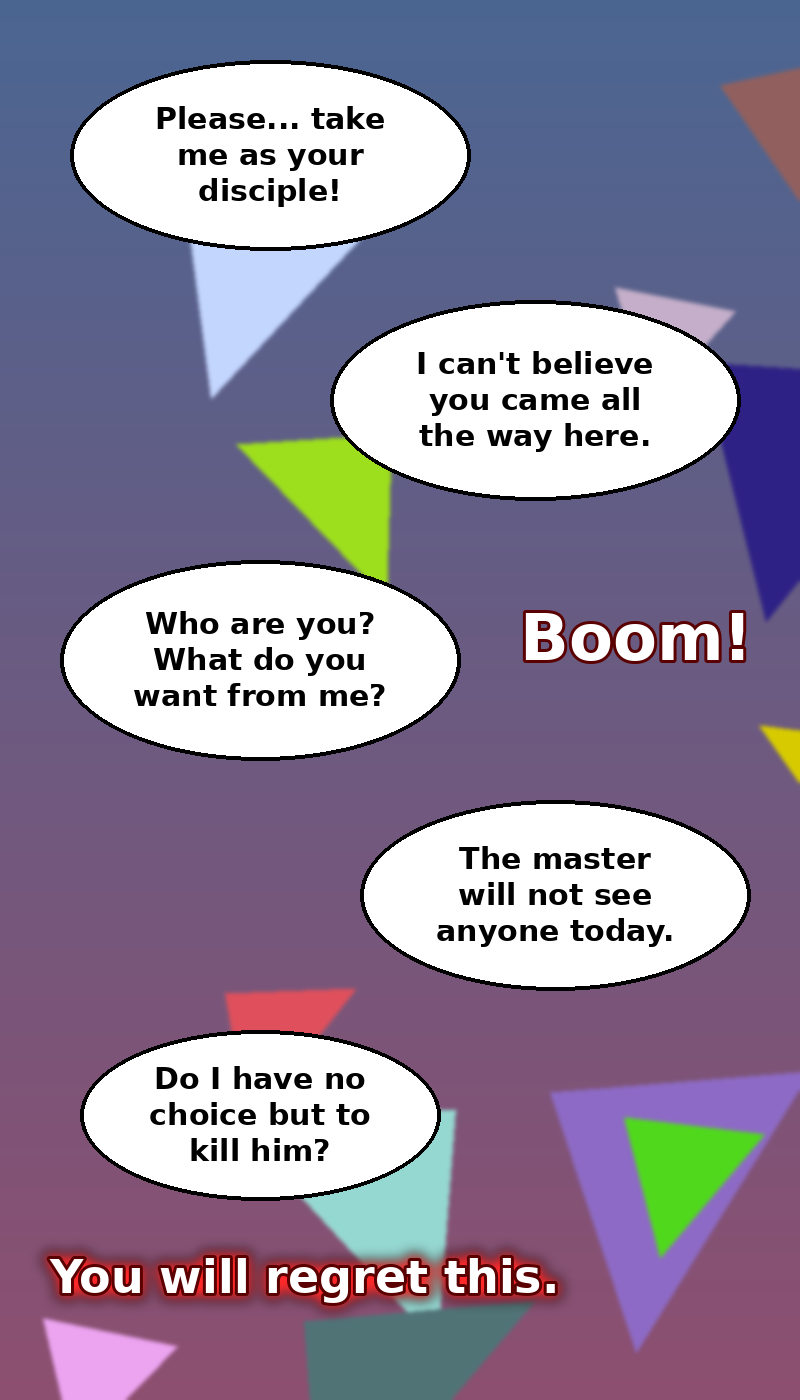 Please... take
me as your
disciple!
I can't believe
you came all
the way here.
Who are you?
What do you
want from me?
Boom!
The master
will not see
anyone today.
Do I have no
choice but to
kill him?
You will regret this.